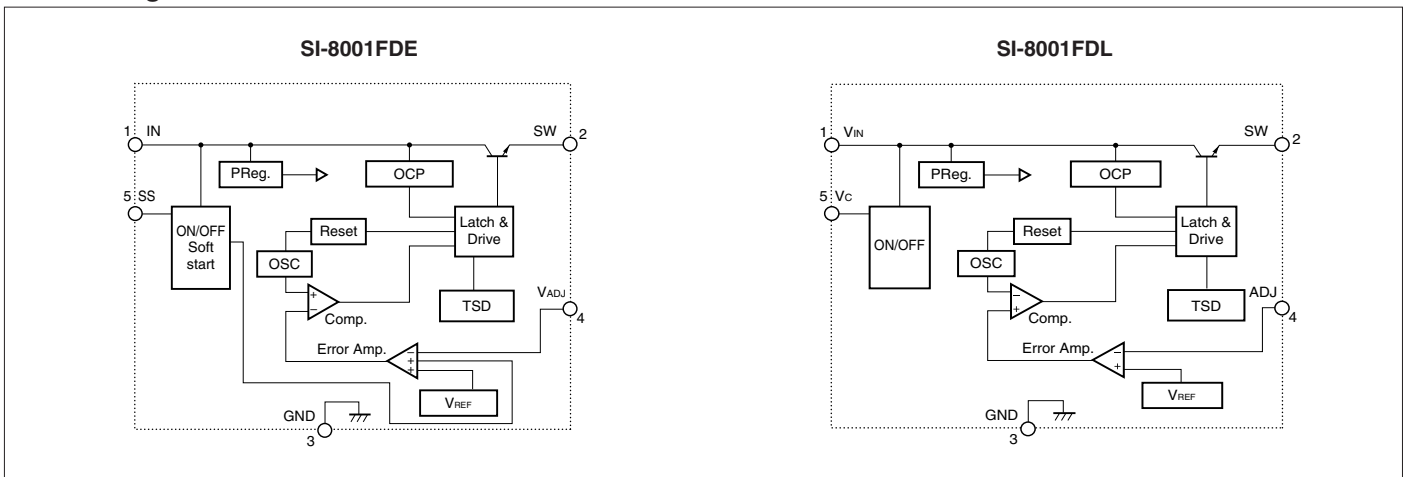 SI-8001FDE
1 IN
SW 2
PReg.
OCP
5 SS
ON/OFF
Soft
start
Reset
Latch &
Drive
OSC
+
−
Comp.
TSD
VADJ
4
Error Amp.
−
+
+
VREF
GND
3
SI-8001FDL
1 VIN
SW 2
PReg.
OCP
5 VC
ON/OFF
Reset
Latch &
Drive
OSC
−
+
Comp.
TSD
ADJ
4
Error Amp.
−
+
VREF
GND
3